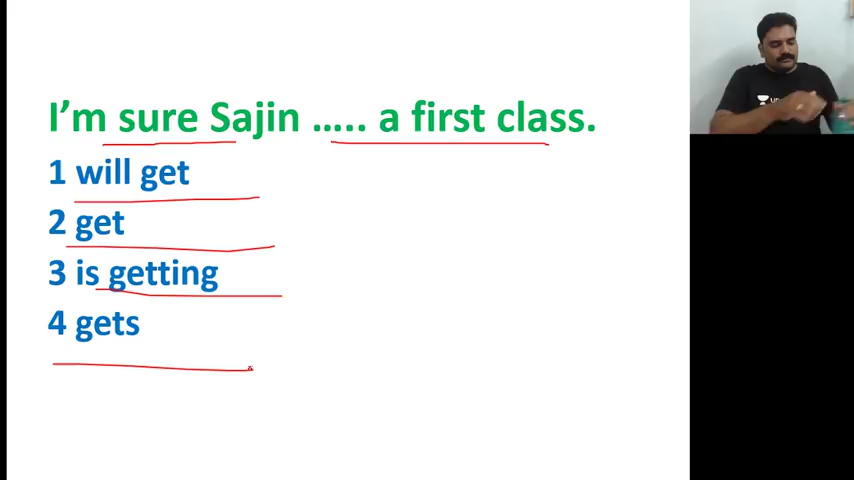 I’m sure Sajin ..... a first class.
1 will get
2 get
3 is getting
4 gets